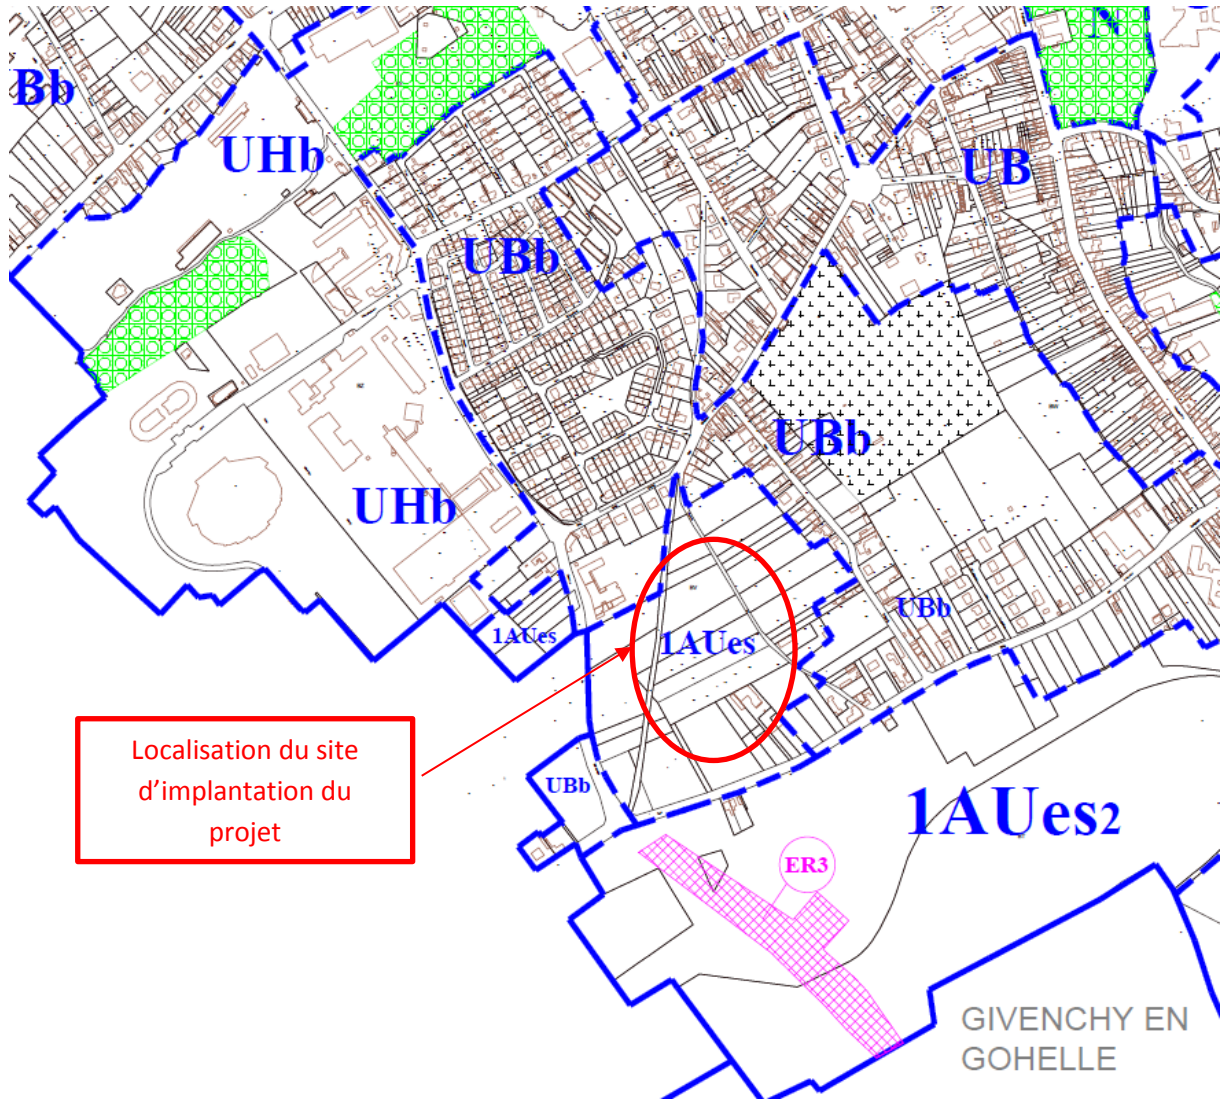 N
Bb
UHb
UB
UBb
UBb
UHb
UBb
1AUes
1AUes
Localisation du site
d’implantation du
projet
UBb
1AUes2
ER3
GIVENCHY EN
GOHELLE